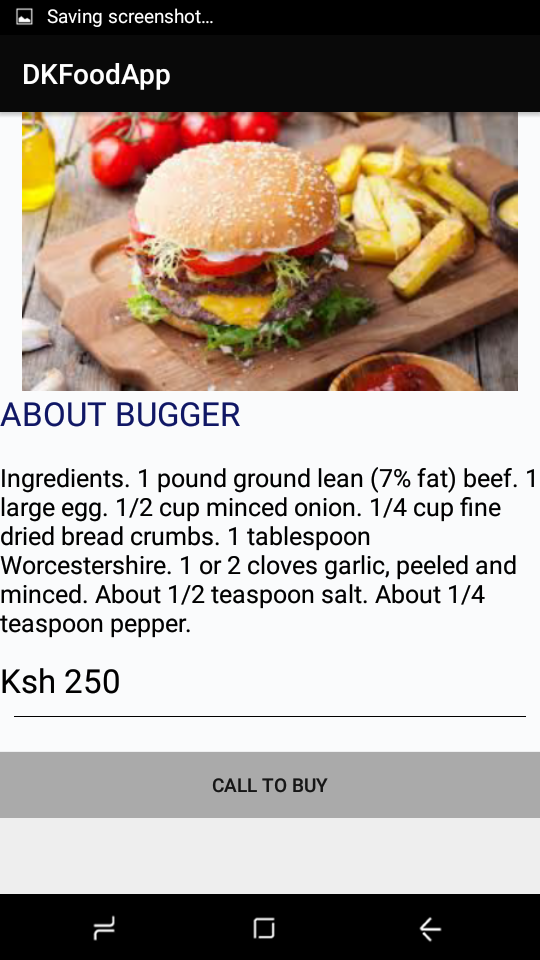 Saving screenshot...
DKFoodApp
ABOUT BUGGER
Ingredients. 1 pound ground lean (7% fat) beef. 1
large egg. 1/2 cup minced onion. 1/4 cup fine
dried bread crumbs. 1 tablespoon
Worcestershire. 1 or 2 cloves garlic, peeled and
minced. About 1/2 teaspoon salt. About 1/4
teaspoon pepper.
Ksh 250
CALL TO BUY